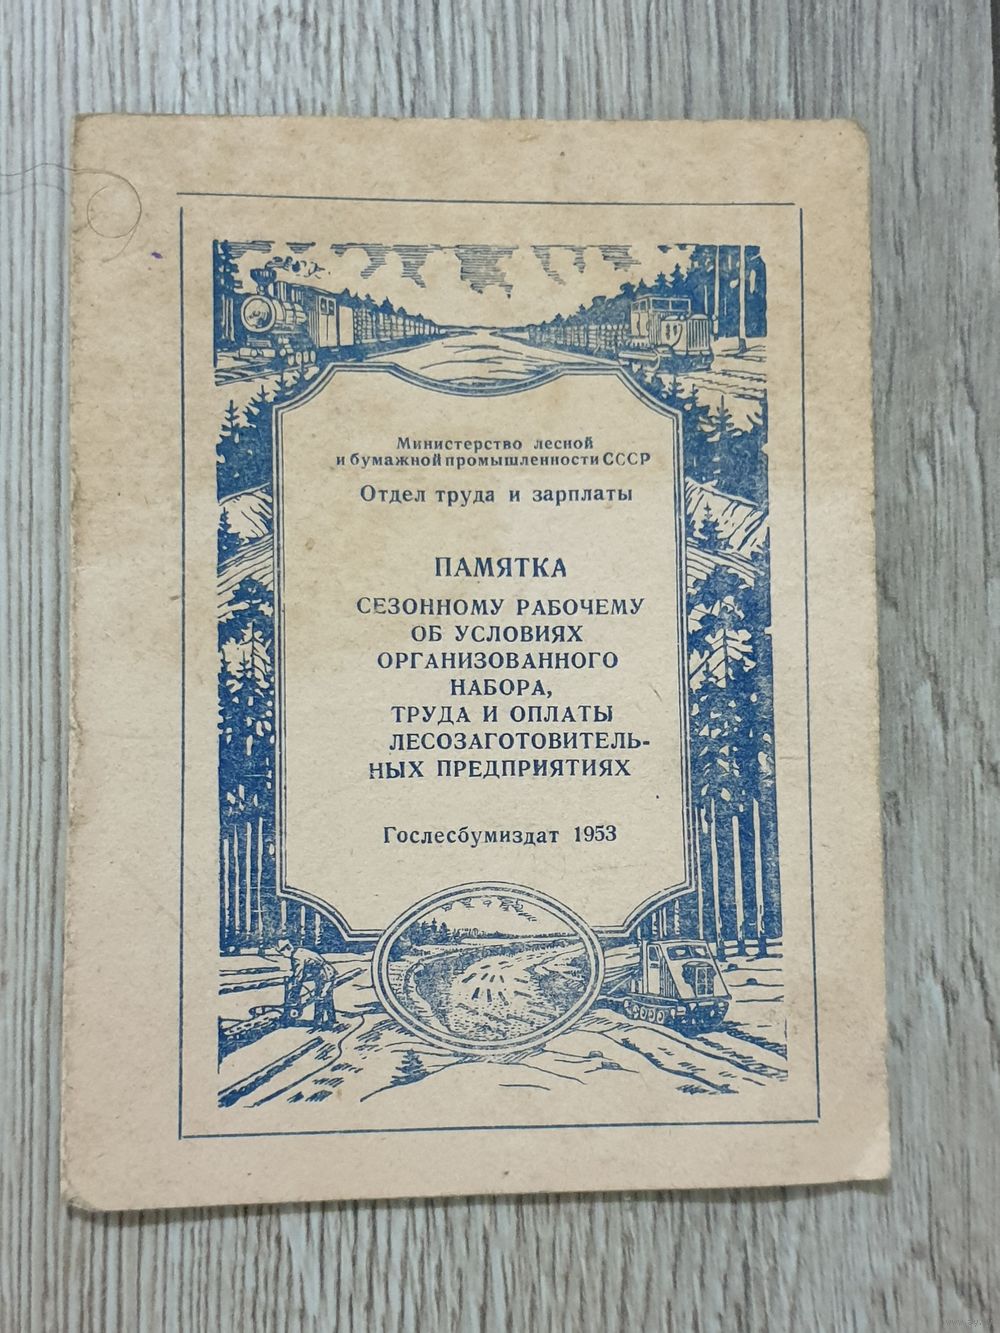 Министерство лесной
и бумажной промышленности СССР
Отдел труда и зарплаты
ПАМЯТКА
СЕЗОННОМУ РАБОЧЕМУ
ОБ УСЛОВИЯХ
ОРГАНИЗОВАННОГО
НАБОРА,
ТРУДА И ОПЛАТЫ
ЛЕСОЗАГОТОВИТЕЛЬ-
НЫХ ПРЕДПРИЯТИЯХ
Гослесбумиздат 1953